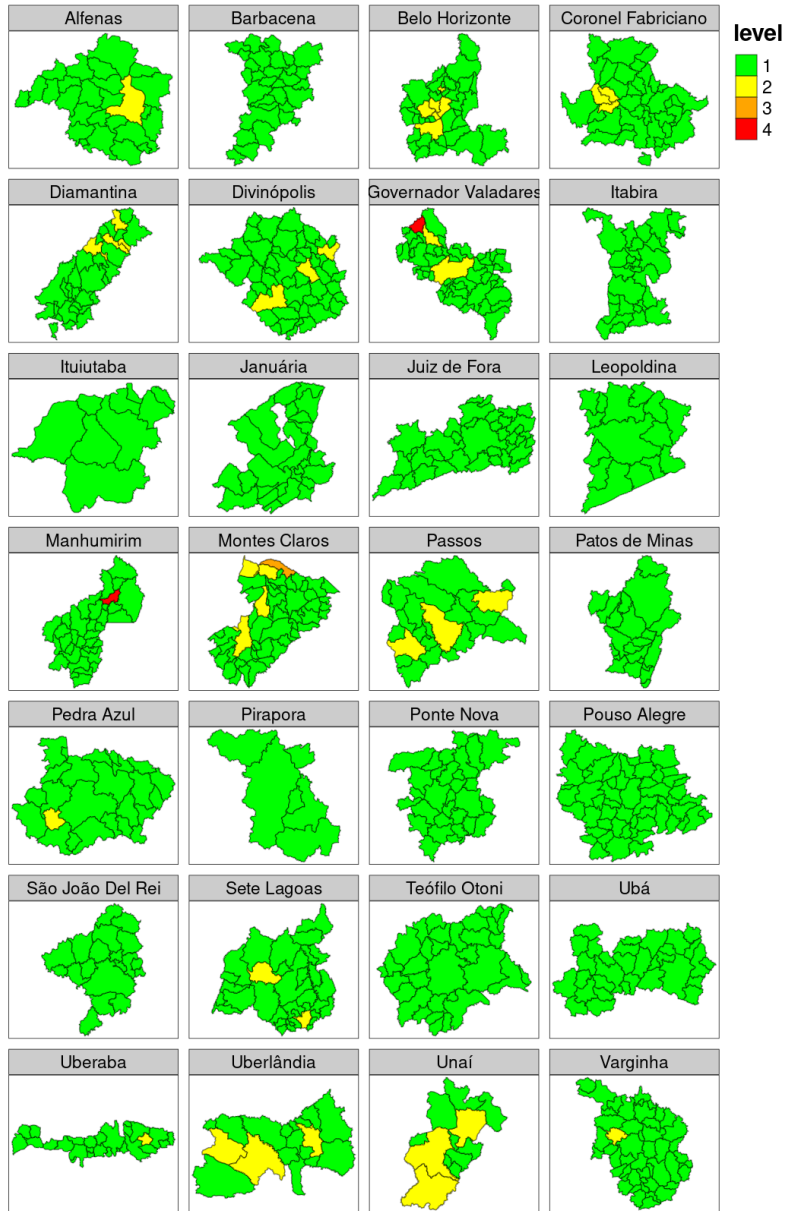 Alfenas
Barbacena
Belo Horizonte
Coronel Fabriciano
level
1
2
3
4
Diamantina
Divinópolis
Governador Valadares
Itabira
Ituiutaba
Januária
Juiz de Fora
Leopoldina
Manhumirim
Montes Claros
Passos
Patos de Minas
Pedra Azul
Pirapora
Ponte Nova
Pouso Alegre
São João Del Rei
Sete Lagoas
Teófilo Otoni
Ubá
Uberaba
Uberlândia
Unaí
Varginha